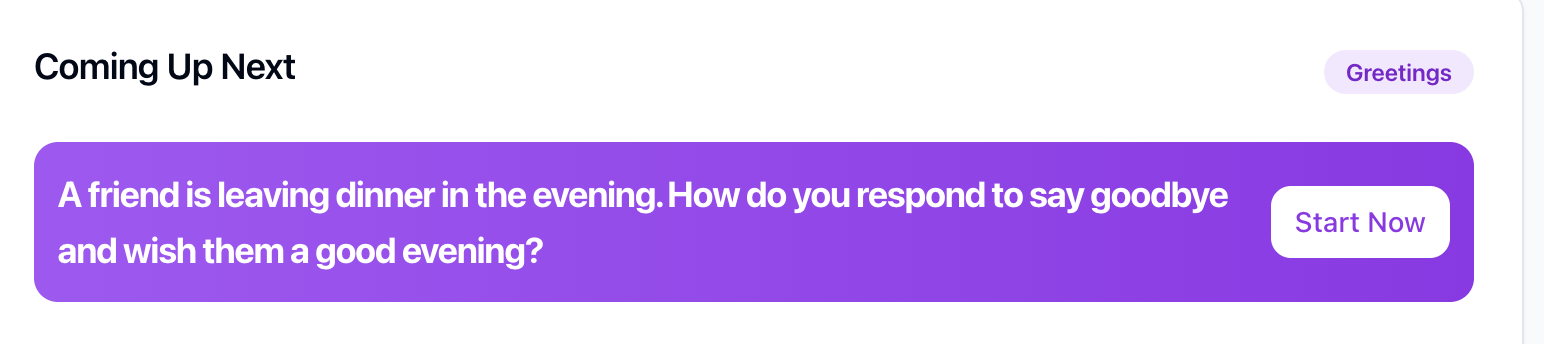 Coming Up Next
Greetings
A friend is leaving dinner in the evening. How do you respond to say goodbye
and wish them a good evening?
Start Now